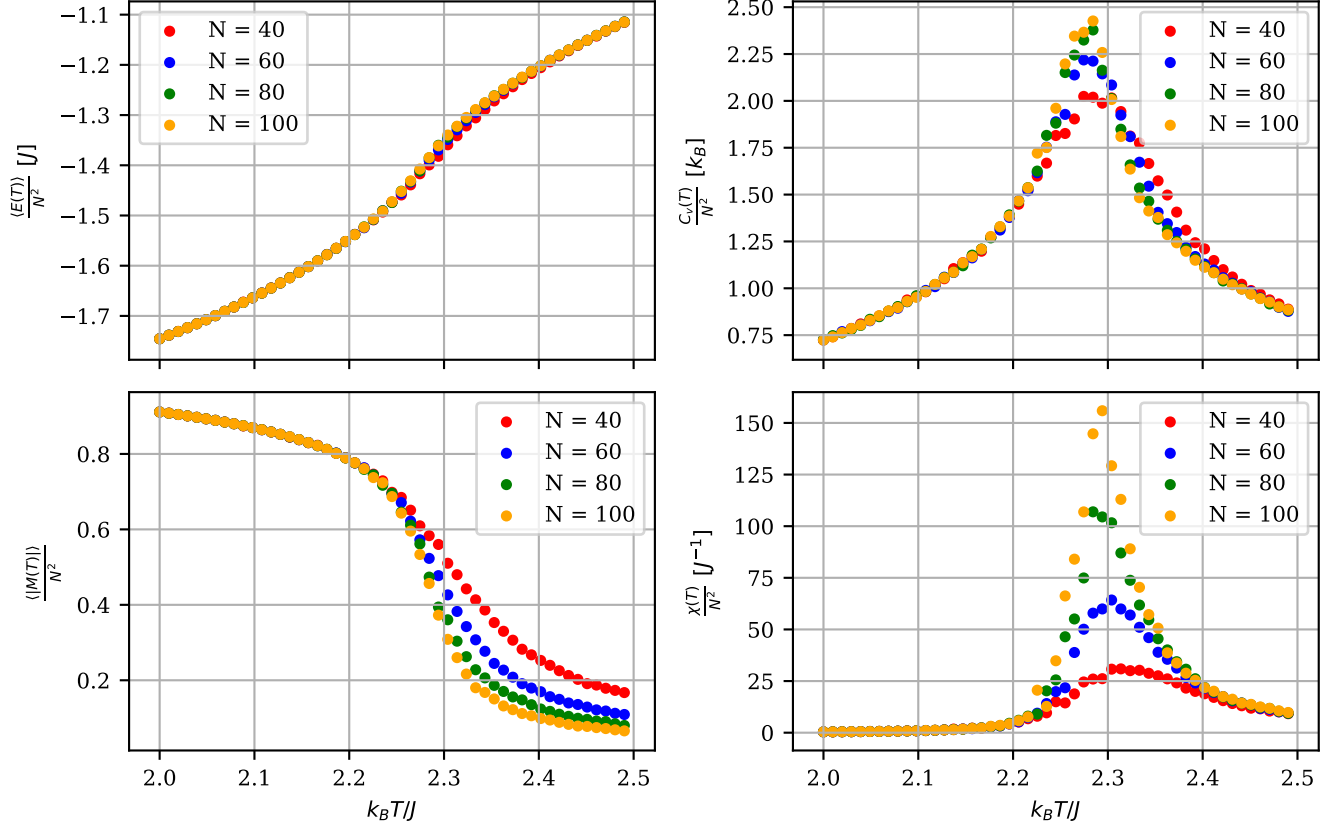 −1.1
−1.2
−1.3
−1.4
−1.5
−1.6
−1.7
⟨E(T)⟩/N² [J]
N = 40
N = 60
N = 80
N = 100
2.50
2.25
2.00
1.75
1.50
1.25
1.00
0.75
C_v(T)/N² [k_B]
N = 40
N = 60
N = 80
N = 100
0.8
0.6
0.4
0.2
⟨|M(T)|⟩/N²
N = 40
N = 60
N = 80
N = 100
2.0 2.1 2.2 2.3 2.4 2.5
k_BT/J
150
125
100
75
50
25
0
χ(T)/N² [J⁻¹]
N = 40
N = 60
N = 80
N = 100
2.0 2.1 2.2 2.3 2.4 2.5
k_BT/J